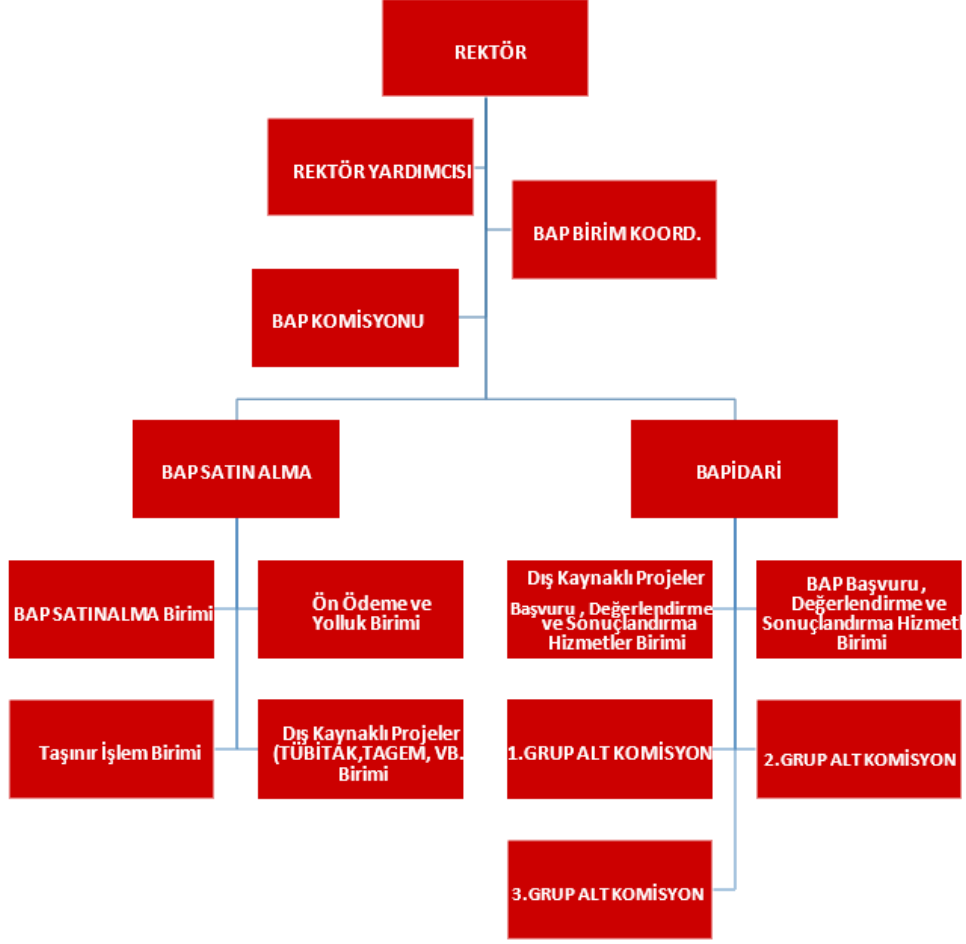 REKTÖR
REKTÖR YARDIMCISI
BAP BİRİM KOORD.
BAP KOMİSYONU
BAP SATIN ALMA
BAP İDARİ
BAP SATINALMA Birimi
Ön Ödeme ve
Yolluk Birimi
Dış Kaynaklı Projeler
Başvuru , Değerlendirme
ve Sonuçlandırma
Hizmetler Birimi
BAP Başvuru ,
Değerlendirme ve
Sonuçlandırma Hizmetl
Birimi
Taşınır İşlem Birimi
Dış Kaynaklı Projeler
(TÜBİTAK,TAGEM, VB.
Birimi
1.GRUP ALT KOMİSYON
2.GRUP ALT KOMİSYON
3.GRUP ALT KOMİSYON